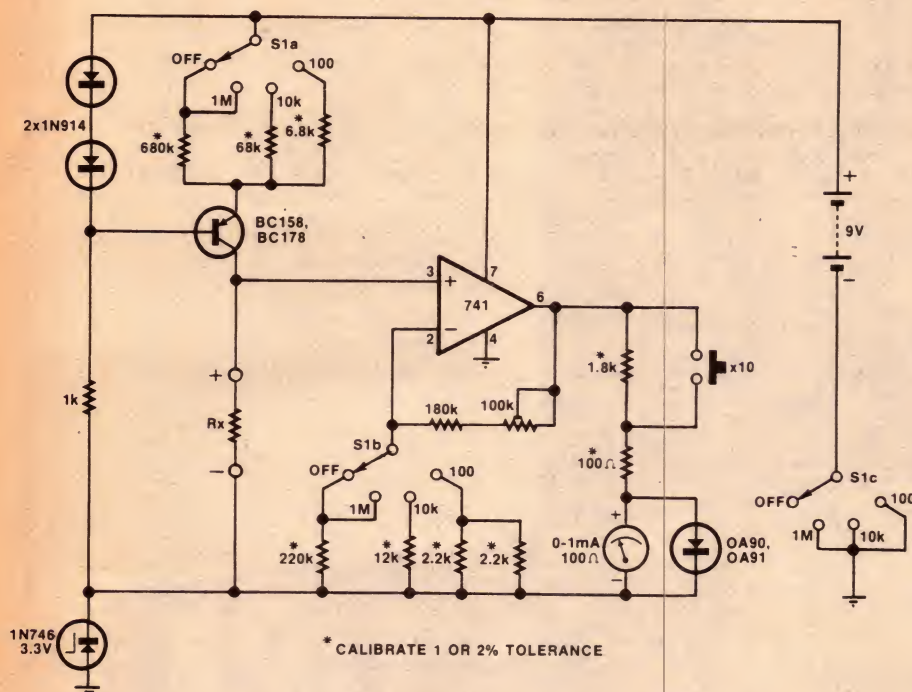 S1a
OFF
100
1M
10k
2x1N914
*
680k
*
68k
*
6.8k
BC158,
BC178
+
9V
-
3
+
7
741
6
-
2
4
*
1.8k
x10
1k
+
Rx
-
180k
100k
S1b
OFF
100
1M
10k
*
100Ω
S1c
OFF
100
1M
10k
*
220k
*
12k
*
2.2k
*
2.2k
+
0-1mA
100Ω
-
OA90,
OA91
1N746
3.3V
*CALIBRATE 1 OR 2% TOLERANCE